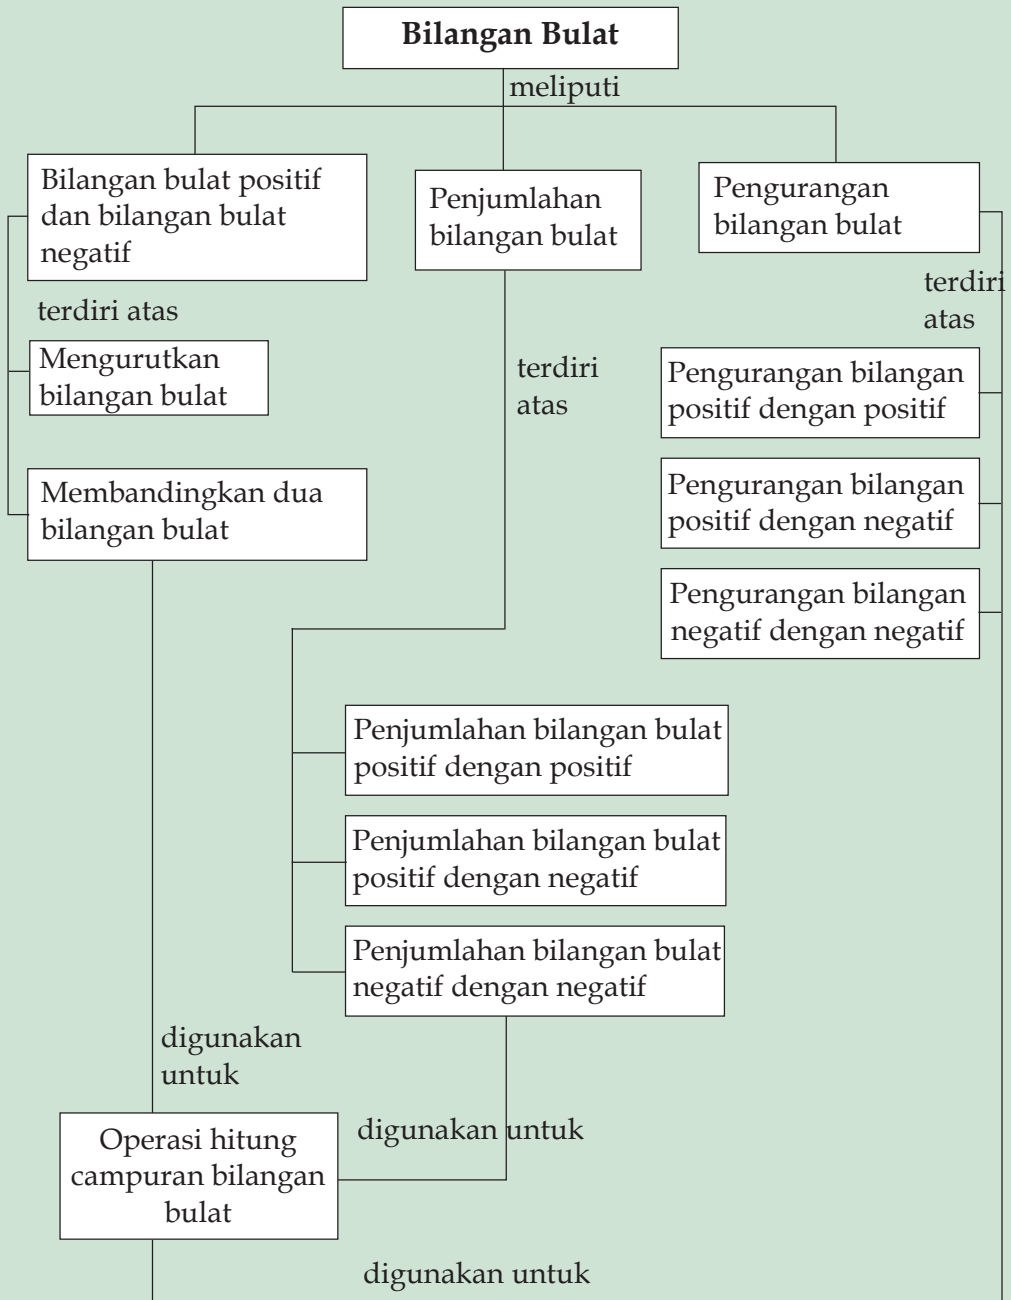 Bilangan Bulat
meliputi
Bilangan bulat positif
dan bilangan bulat
negatif
terdiri atas
Mengurutkan
bilangan bulat
Membandingkan dua
bilangan bulat
digunakan
untuk
Penjumlahan
bilangan bulat
terdiri
atas
Penjumlahan bilangan bulat
positif dengan positif
Penjumlahan bilangan bulat
positif dengan negatif
Penjumlahan bilangan bulat
negatif dengan negatif
digunakan untuk
Pengurangan
bilangan bulat
terdiri
atas
Pengurangan bilangan
positif dengan positif
Pengurangan bilangan
positif dengan negatif
Pengurangan bilangan
negatif dengan negatif
Operasi hitung
campuran bilangan
bulat
digunakan untuk